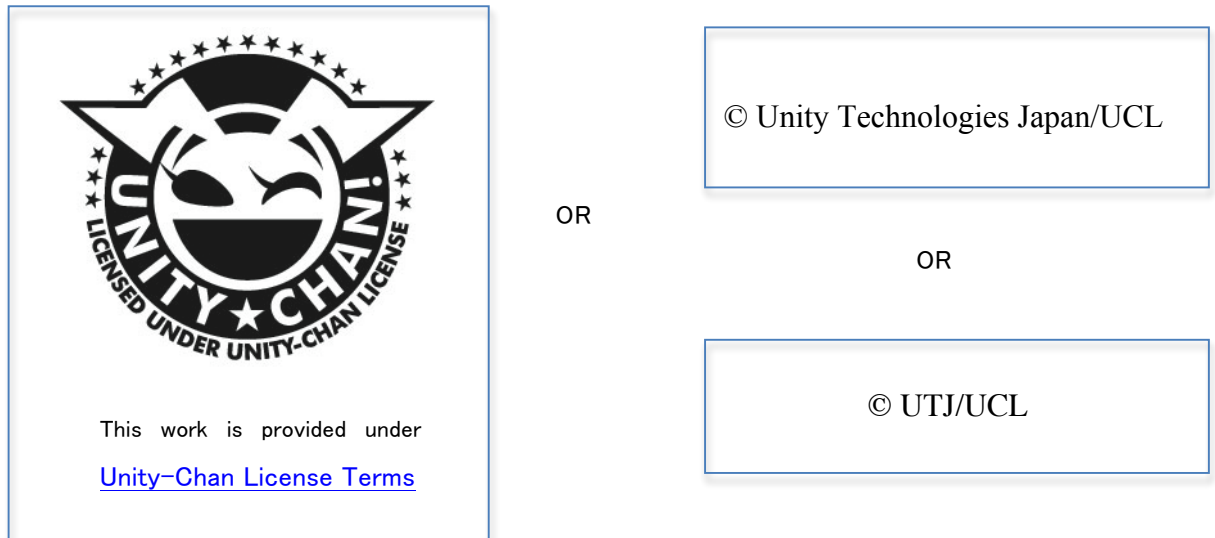 UNITY★CHAN!
LICENSED UNDER UNITY-CHAN LICENSE
This work is provided under
Unity-Chan License Terms
OR
© Unity Technologies Japan/UCL
OR
© UTJ/UCL